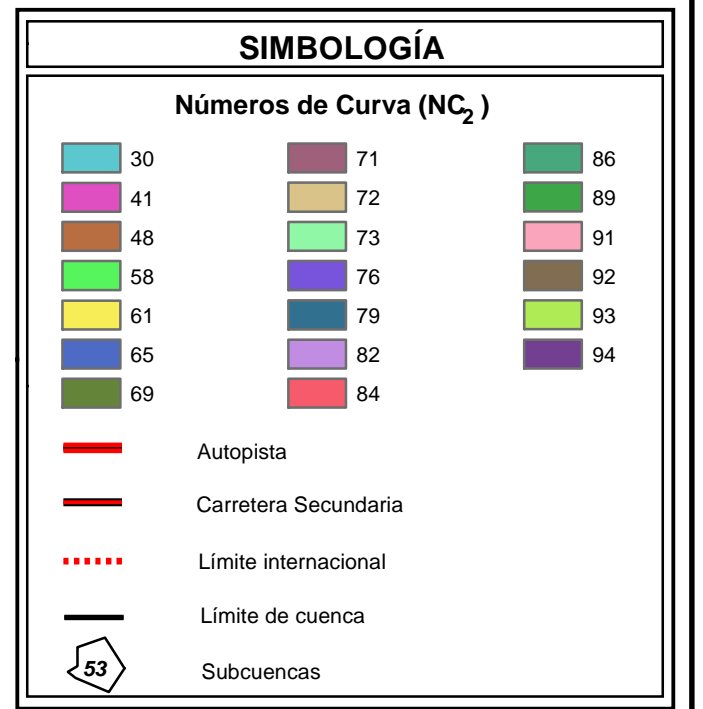 SIMBOLOGÍA
Números de Curva (NC2 )
30
41
48
58
61
65
69
71
72
73
76
79
82
84
86
89
91
92
93
94
Autopista
Carretera Secundaria
Límite internacional
Límite de cuenca
53 Subcuencas